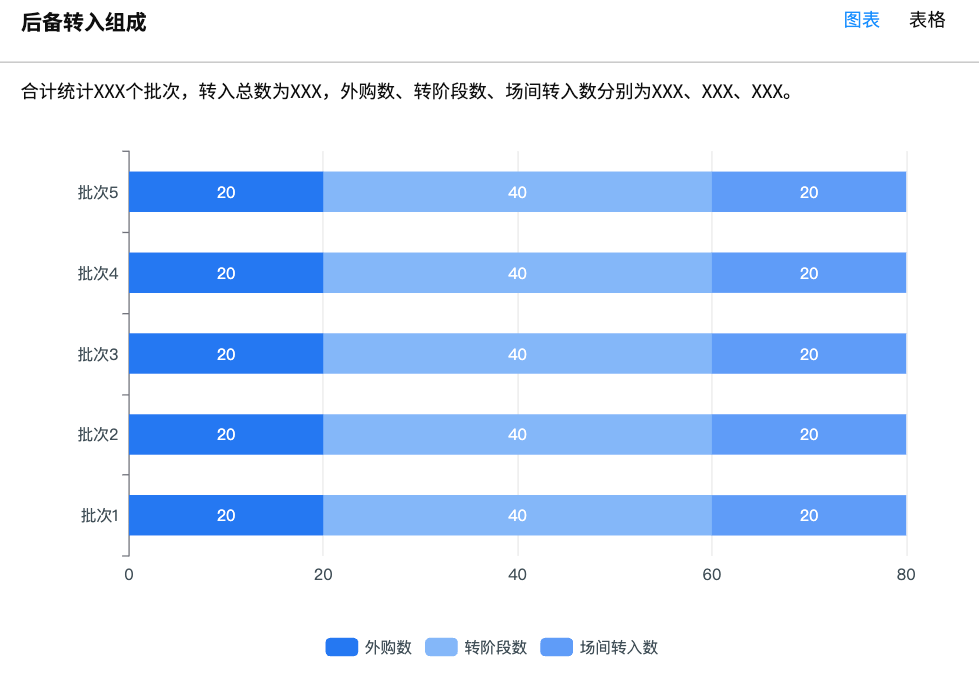 后备转入组成
图表 表格
合计统计XXX个批次，转入总数为XXX，外购数、转阶段数、场间转入数分别为XXX、XXX、XXX。
批次5 20 40 20
批次4 20 40 20
批次3 20 40 20
批次2 20 40 20
批次1 20 40 20
0 20 40 60 80
外购数 转阶段数 场间转入数